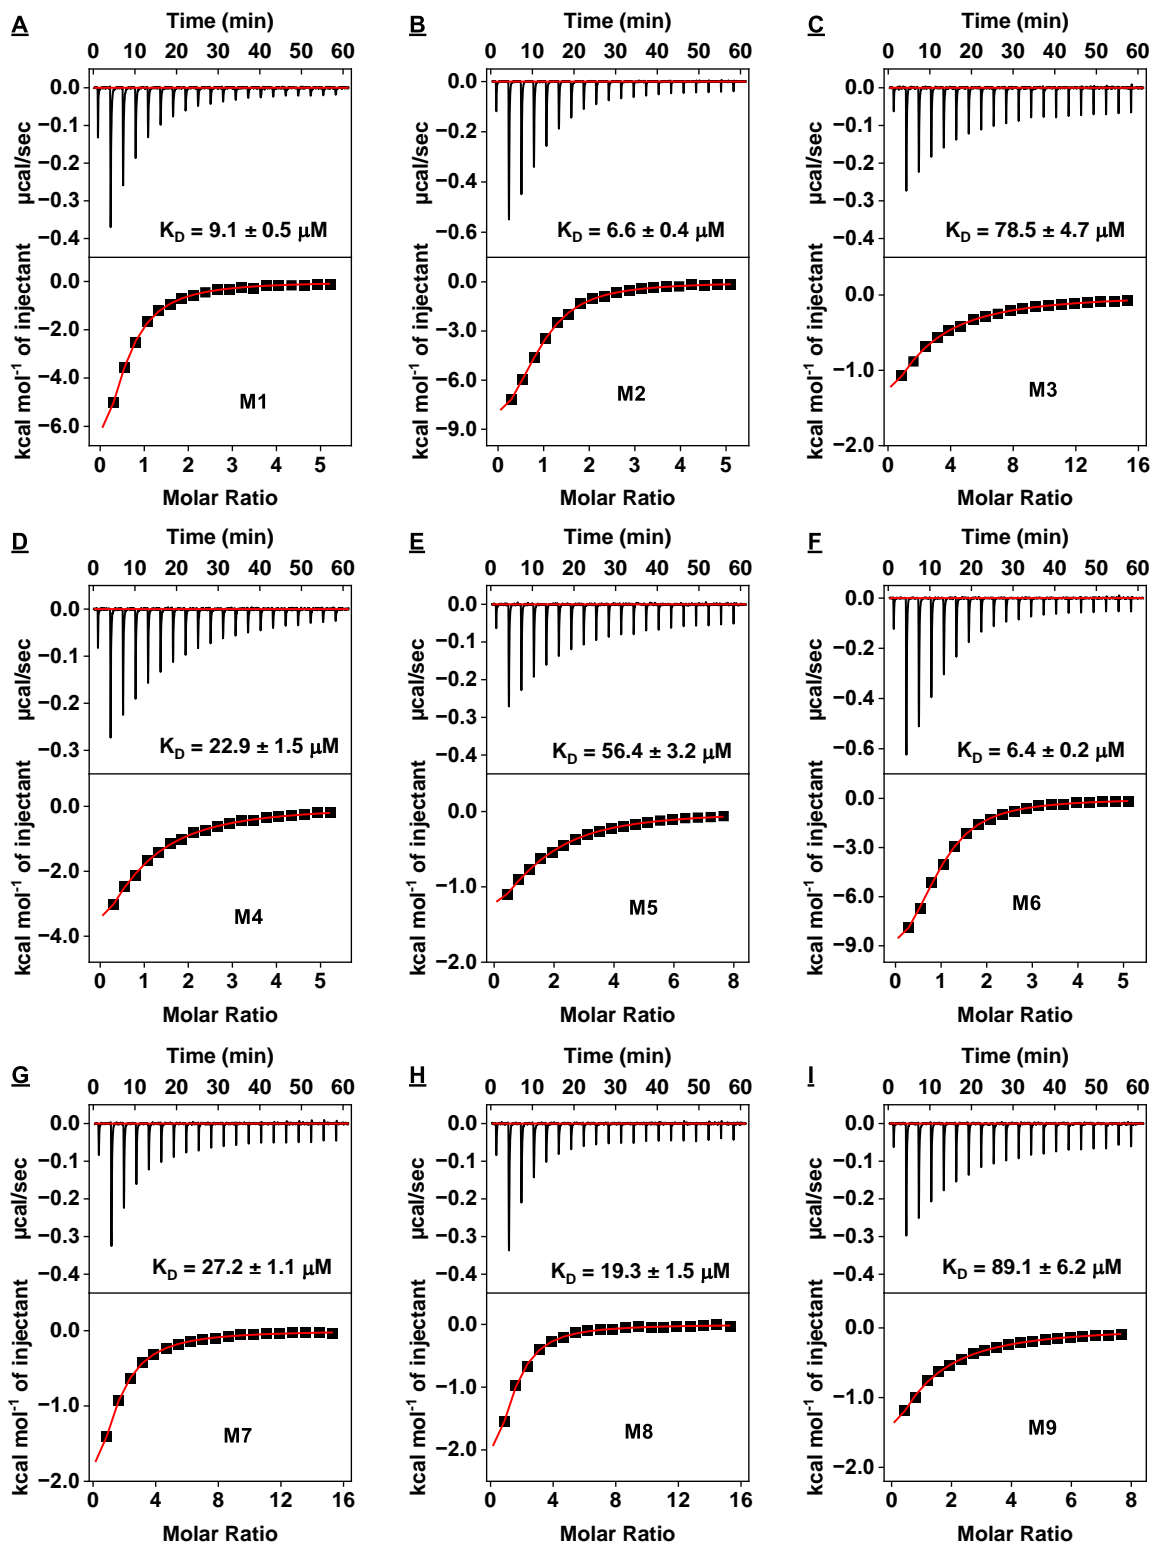 A
Time (min)
0 10 20 30 40 50 60
0.0
−0.1
−0.2
−0.3
−0.4
µcal/sec
K_D = 9.1 ± 0.5 µM
0.0
−2.0
−4.0
−6.0
kcal mol⁻¹ of injectant
M1
0 1 2 3 4 5
Molar Ratio
B
Time (min)
0 10 20 30 40 50 60
0.0
−0.2
−0.4
−0.6
µcal/sec
K_D = 6.6 ± 0.4 µM
0.0
−3.0
−6.0
−9.0
kcal mol⁻¹ of injectant
M2
0 1 2 3 4 5
Molar Ratio
C
Time (min)
0 10 20 30 40 50 60
0.0
−0.1
−0.2
−0.3
−0.4
µcal/sec
K_D = 78.5 ± 4.7 µM
0.0
−1.0
−2.0
kcal mol⁻¹ of injectant
M3
0 4 8 12 16
Molar Ratio
D
Time (min)
0 10 20 30 40 50 60
0.0
−0.1
−0.2
−0.3
µcal/sec
K_D = 22.9 ± 1.5 µM
0.0
−2.0
−4.0
kcal mol⁻¹ of injectant
M4
0 1 2 3 4 5
Molar Ratio
E
Time (min)
0 10 20 30 40 50 60
0.0
−0.1
−0.2
−0.3
−0.4
µcal/sec
K_D = 56.4 ± 3.2 µM
0.0
−1.0
−2.0
kcal mol⁻¹ of injectant
M5
0 2 4 6 8
Molar Ratio
F
Time (min)
0 10 20 30 40 50 60
0.0
−0.2
−0.4
−0.6
µcal/sec
K_D = 6.4 ± 0.2 µM
0.0
−3.0
−6.0
−9.0
kcal mol⁻¹ of injectant
M6
0 1 2 3 4 5
Molar Ratio
G
Time (min)
0 10 20 30 40 50 60
0.0
−0.1
−0.2
−0.3
−0.4
µcal/sec
K_D = 27.2 ± 1.1 µM
0.0
−1.0
−2.0
kcal mol⁻¹ of injectant
M7
0 4 8 12 16
Molar Ratio
H
Time (min)
0 10 20 30 40 50 60
0.0
−0.1
−0.2
−0.3
−0.4
µcal/sec
K_D = 19.3 ± 1.5 µM
0.0
−1.0
−2.0
kcal mol⁻¹ of injectant
M8
0 4 8 12 16
Molar Ratio
I
Time (min)
0 10 20 30 40 50 60
0.0
−0.1
−0.2
−0.3
−0.4
µcal/sec
K_D = 89.1 ± 6.2 µM
0.0
−1.0
−2.0
kcal mol⁻¹ of injectant
M9
0 2 4 6 8
Molar Ratio